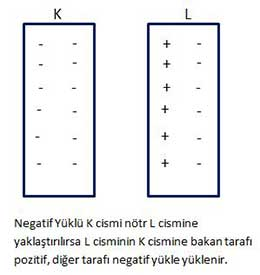 K L
- - + -
- - + -
- - + -
- - + -
- - + -
- - + -
Negatif Yüklü K cismi nötr L cismine
yaklaştırılırsa L cisminin K cismine bakan tarafı
pozitif, diğer tarafı negatif yükle yüklenir.